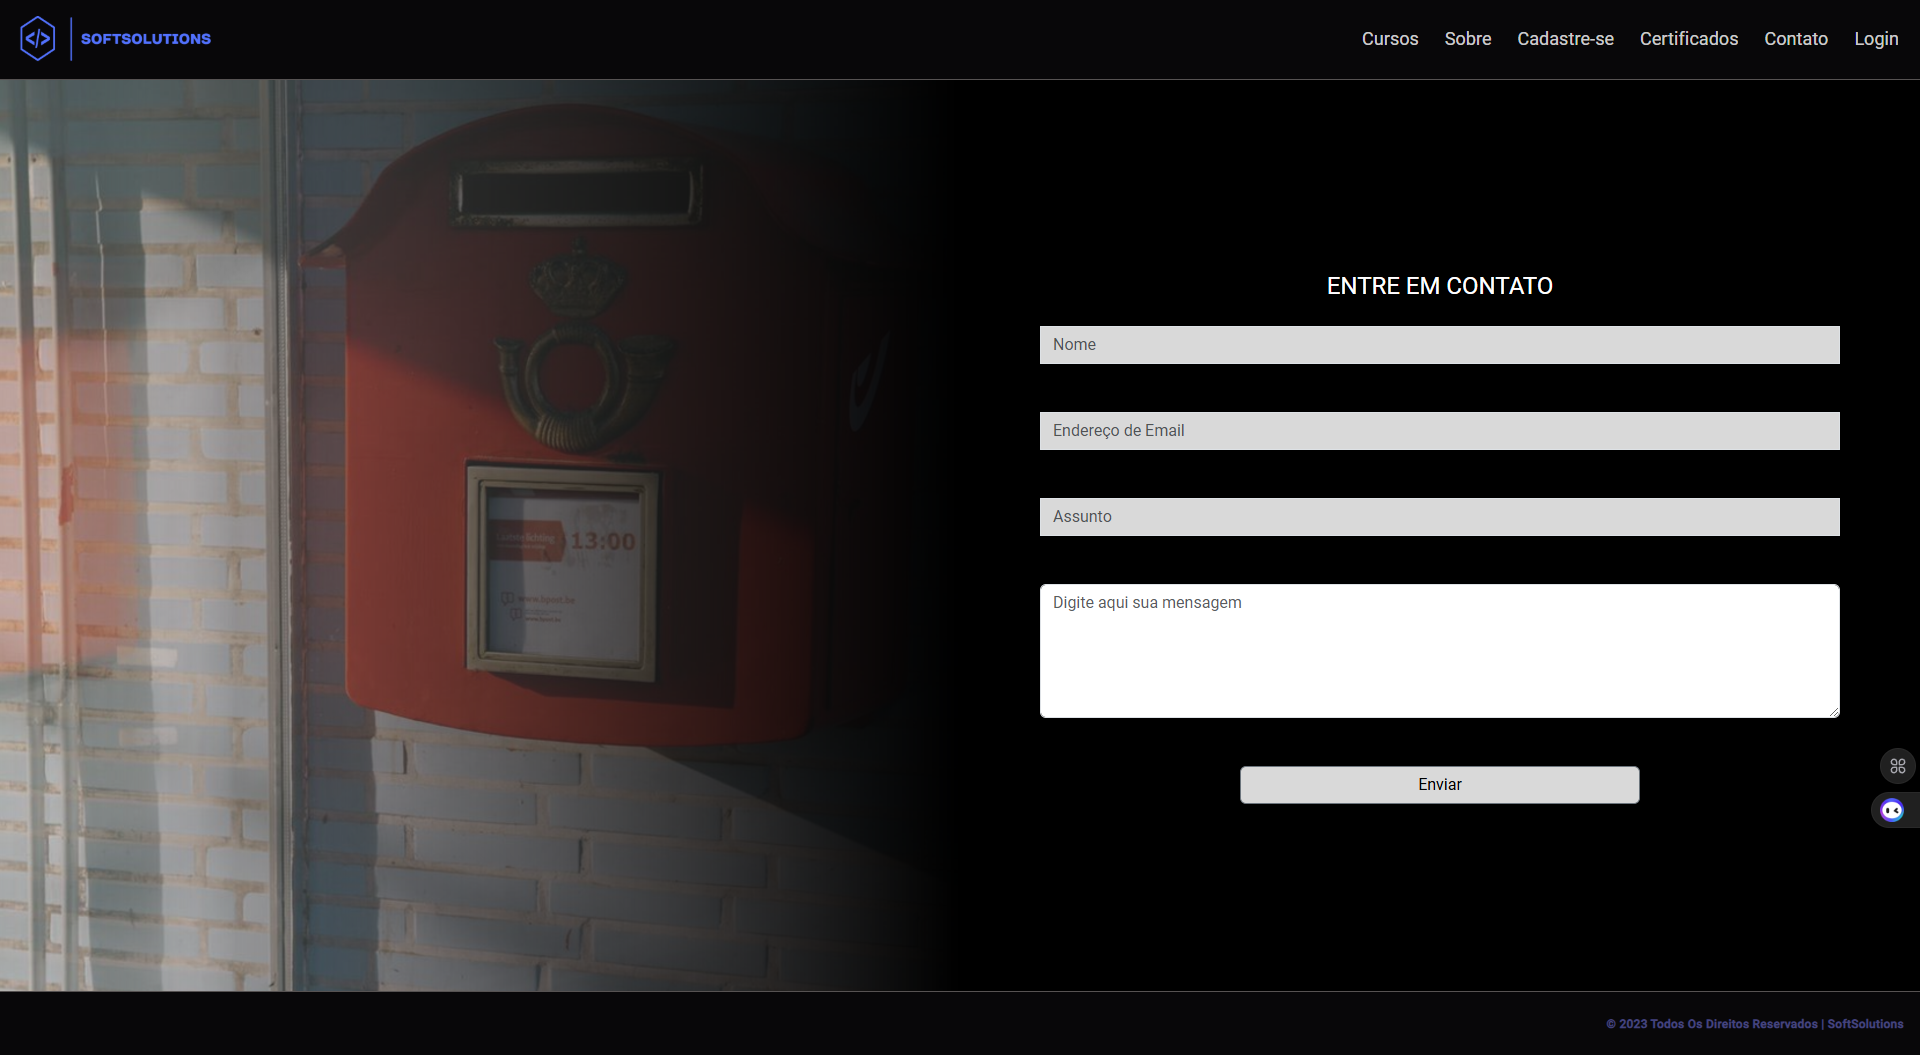 SOFTSOLUTIONS
Cursos
Sobre
Cadastre-se
Certificados
Contato
Login
13:00
www.bpost.be
ENTRE EM CONTATO
Nome
Endereço de Email
Assunto
Digite aqui sua mensagem
Enviar
© 2023 Todos Os Direitos Reservados | SoftSolutions